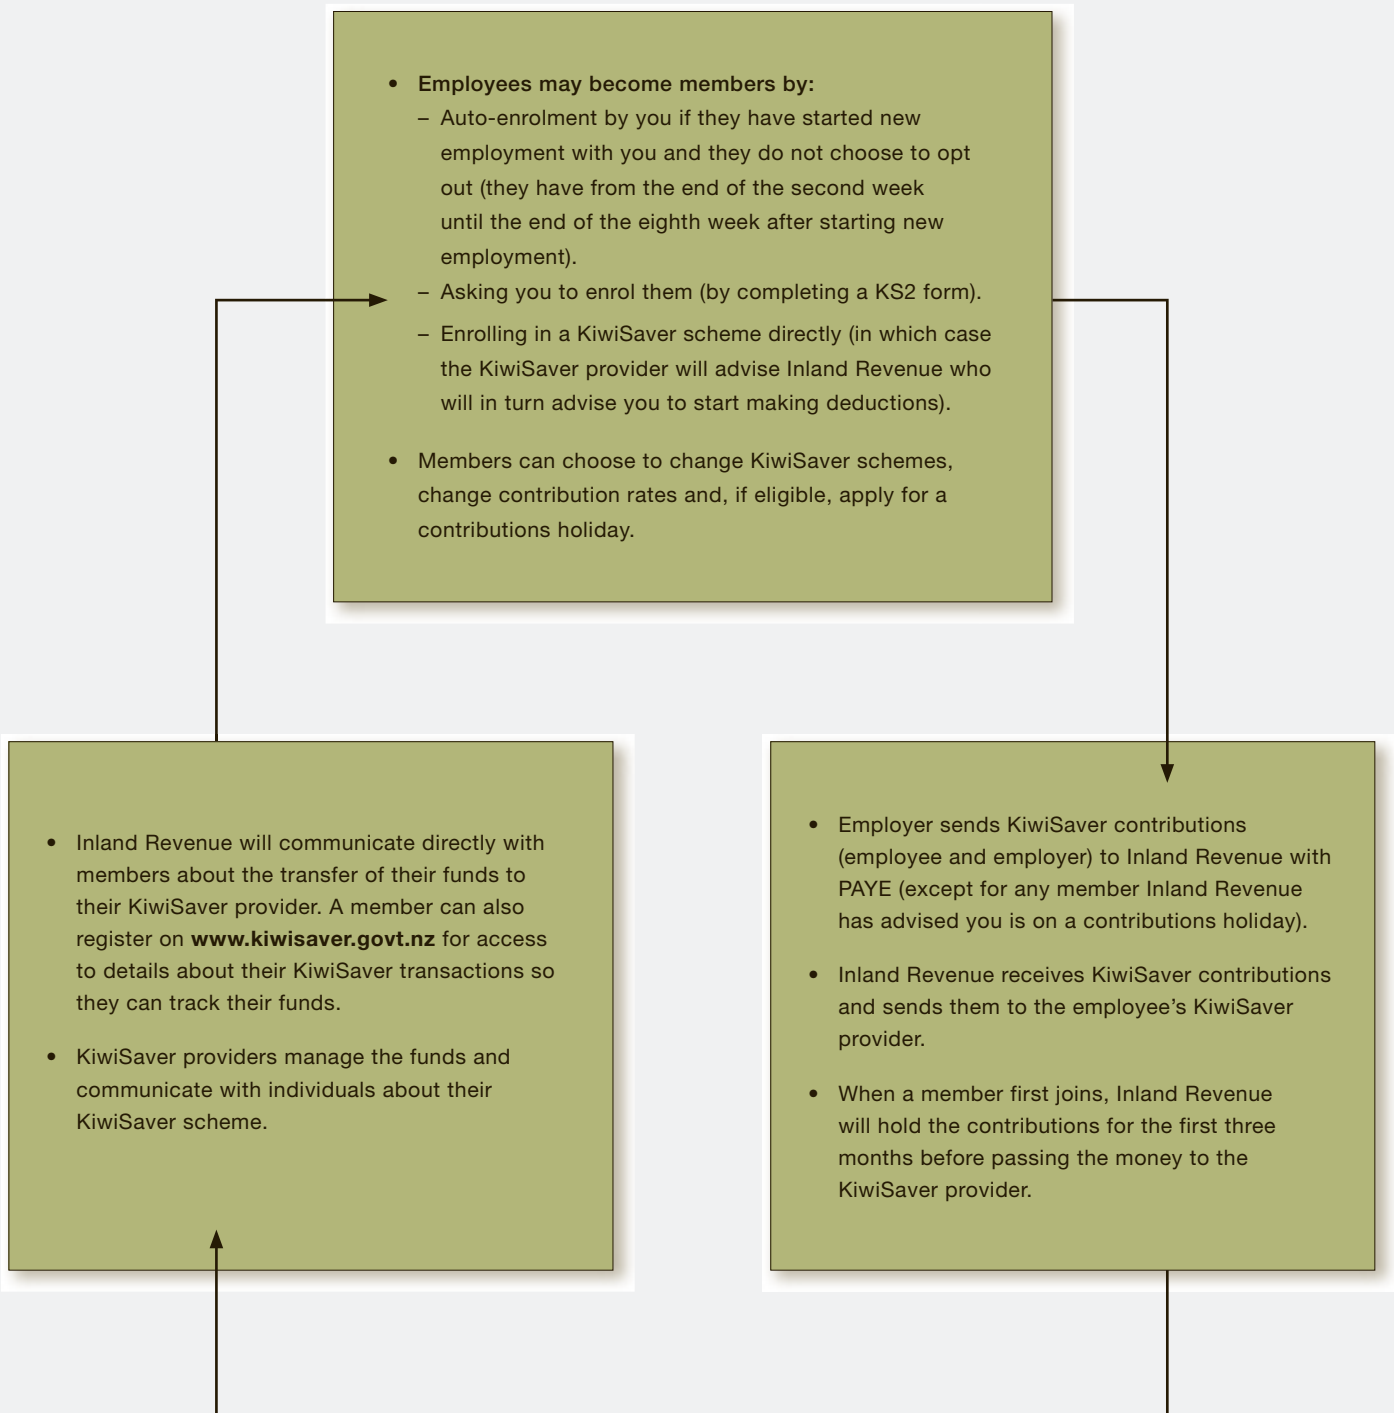 • Employees may become members by:
– Auto-enrolment by you if they have started new
employment with you and they do not choose to opt
out (they have from the end of the second week
until the end of the eighth week after starting new
employment).
– Asking you to enrol them (by completing a KS2 form).
– Enrolling in a KiwiSaver scheme directly (in which case
the KiwiSaver provider will advise Inland Revenue who
will in turn advise you to start making deductions).
• Members can choose to change KiwiSaver schemes,
change contribution rates and, if eligible, apply for a
contributions holiday.
• Inland Revenue will communicate directly with
members about the transfer of their funds to
their KiwiSaver provider. A member can also
register on www.kiwisaver.govt.nz for access
to details about their KiwiSaver transactions so
they can track their funds.
• KiwiSaver providers manage the funds and
communicate with individuals about their
KiwiSaver scheme.
• Employer sends KiwiSaver contributions
(employee and employer) to Inland Revenue with
PAYE (except for any member Inland Revenue
has advised you is on a contributions holiday).
• Inland Revenue receives KiwiSaver contributions
and sends them to the employee’s KiwiSaver
provider.
• When a member first joins, Inland Revenue
will hold the contributions for the first three
months before passing the money to the
KiwiSaver provider.